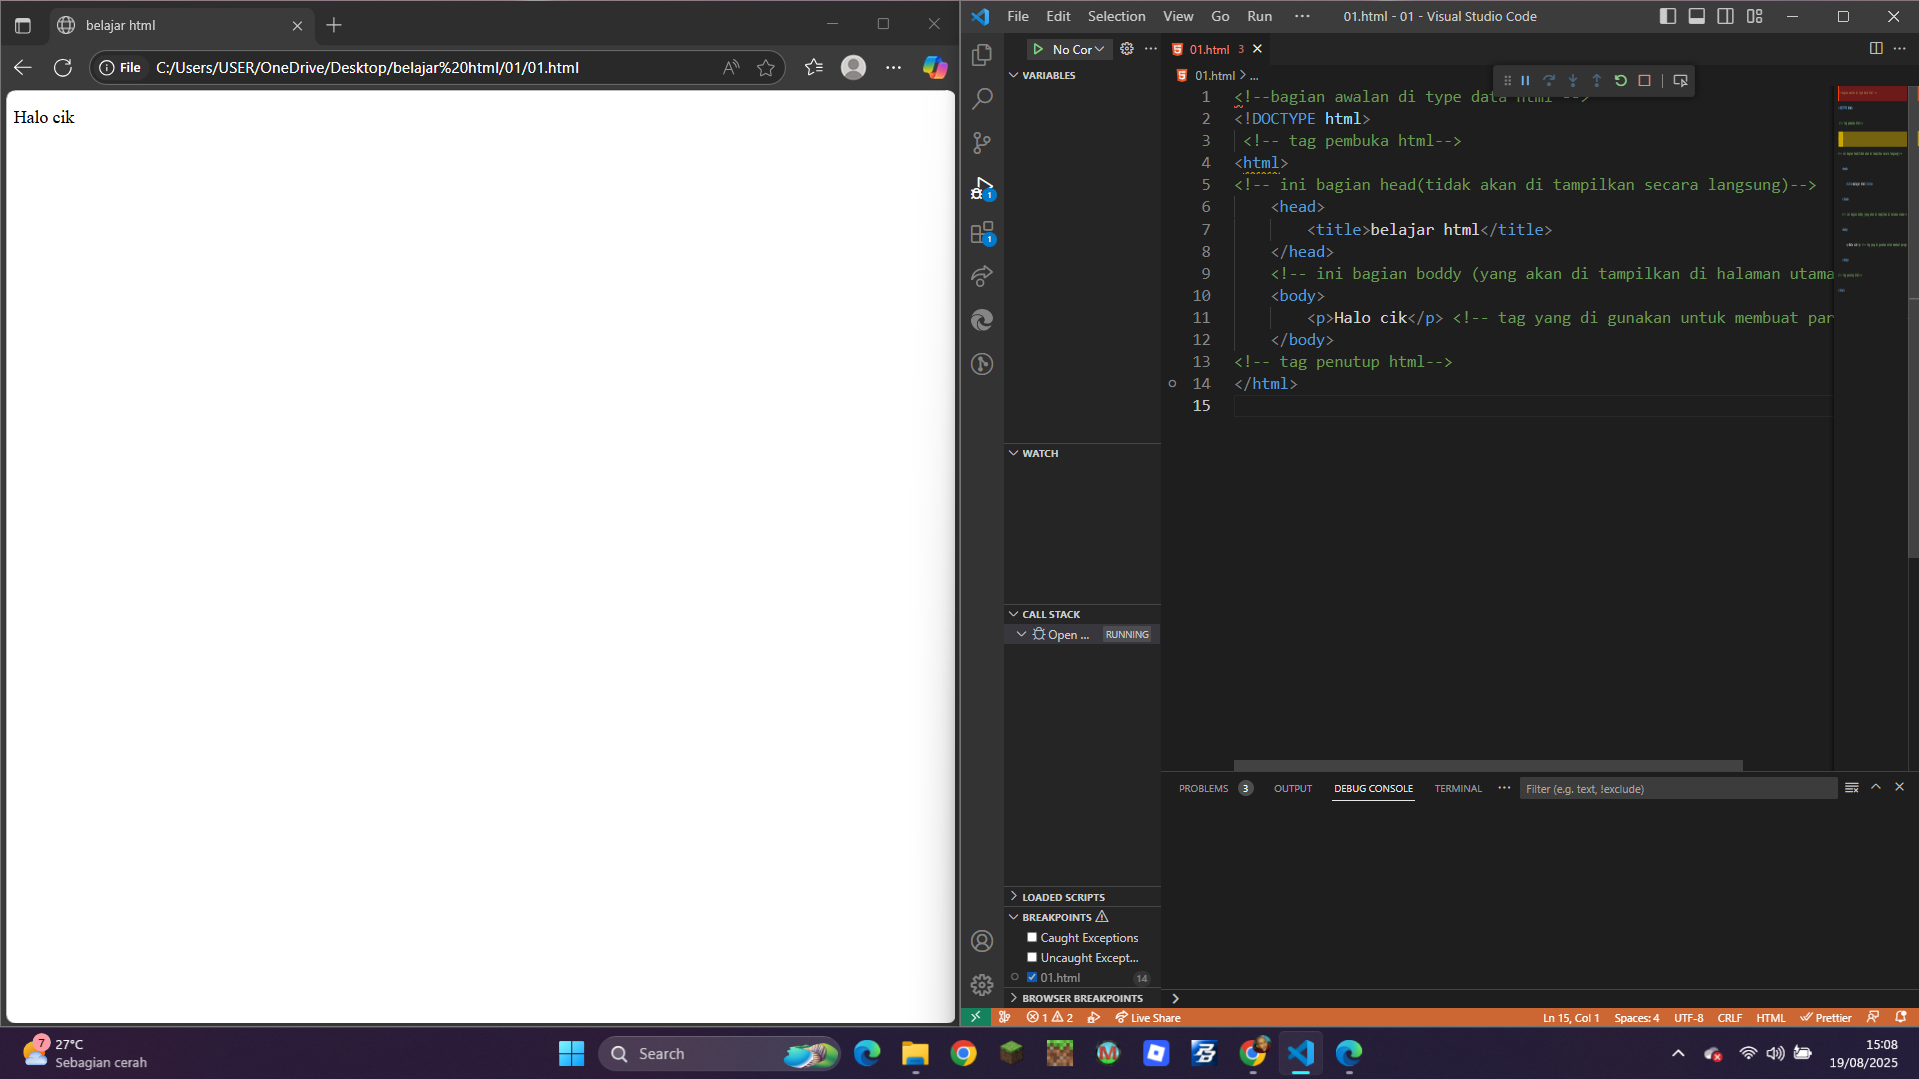 belajar html
File
C:/Users/USER/OneDrive/Desktop/belajar%20html/01/01.html
Halo cik
File Edit Selection View Go Run ··· 01.html - 01 - Visual Studio Code
No Cor
01.html 3
01.html > ...
VARIABLES
1 <!--bagian awalan di type data html -->
2 <!DOCTYPE html>
3 <!-- tag pembuka html-->
4 <html>
5 <!-- ini bagian head(tidak akan di tampilkan secara langsung)-->
6 <head>
7 <title>belajar html</title>
8 </head>
9 <!-- ini bagian boddy (yang akan di tampilkan di halaman utama
10 <body>
11 <p>Halo cik</p> <!-- tag yang di gunakan untuk membuat par
12 </body>
13 <!-- tag penutup html-->
14 </html>
15
1
1
WATCH
CALL STACK
Open ... RUNNING
LOADED SCRIPTS
BREAKPOINTS
Caught Exceptions
Uncaught Except...
01.html 14
BROWSER BREAKPOINTS
PROBLEMS 3 OUTPUT DEBUG CONSOLE TERMINAL ··· Filter (e.g. text, !exclude)
1 2 Live Share Ln 15, Col 1 Spaces: 4 UTF-8 CRLF HTML Prettier
7 27°C
Sebagian cerah
Search
15:08
19/08/2025